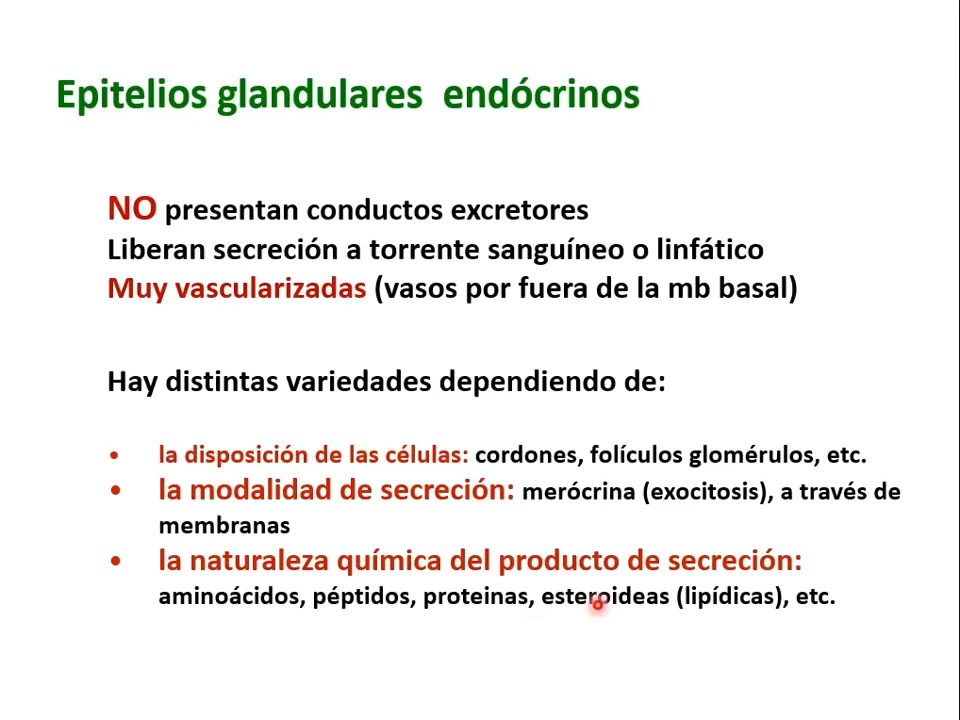 Epitelios glandulares endócrinos
NO presentan conductos excretores
Liberan secreción a torrente sanguíneo o linfático
Muy vascularizadas (vasos por fuera de la mb basal)
Hay distintas variedades dependiendo de:
• la disposición de las células: cordones, folículos glomérulos, etc.
• la modalidad de secreción: merócrina (exocitosis), a través de
membranas
• la naturaleza química del producto de secreción:
aminoácidos, péptidos, proteinas, esteroideas (lipídicas), etc.